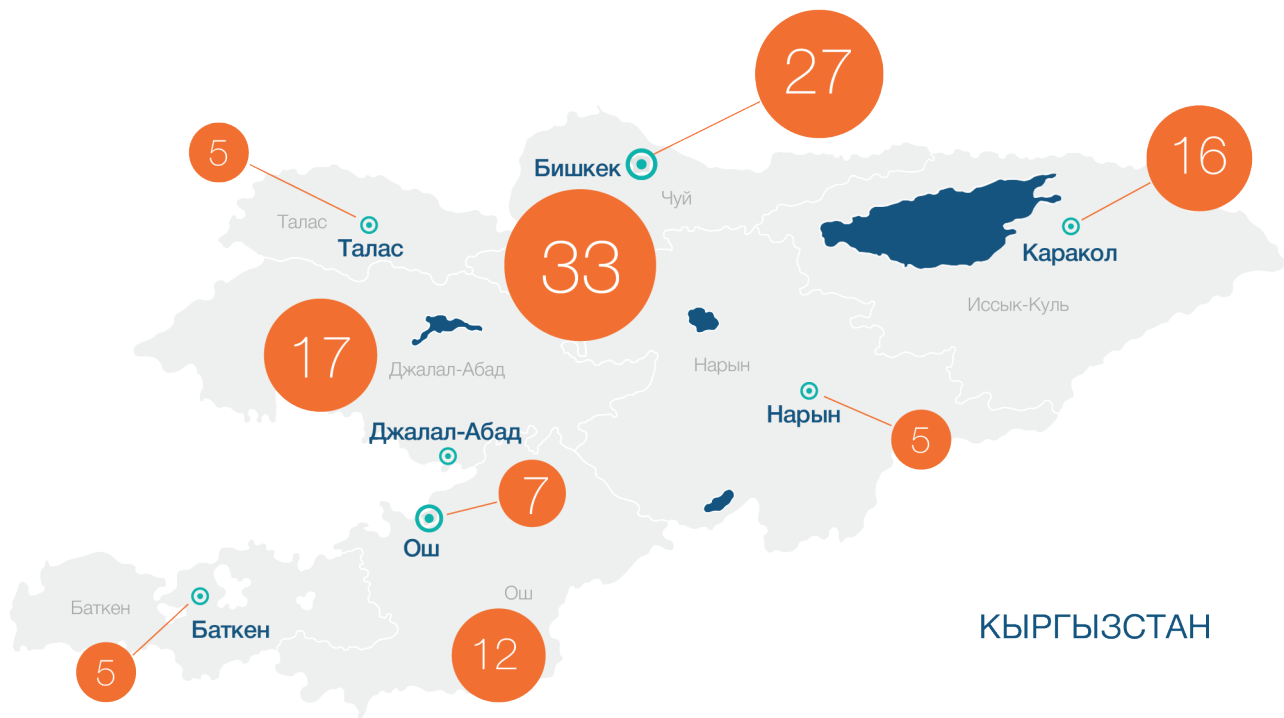 27
5
16
Бишкек
Чуй
Талас
Талас
33
Каракол
Иссык-Куль
17
Джалал-Абад
Нарын
Нарын
5
Джалал-Абад
7
Ош
Ош
Баткен
Баткен
5
12
КЫРГЫЗСТАН